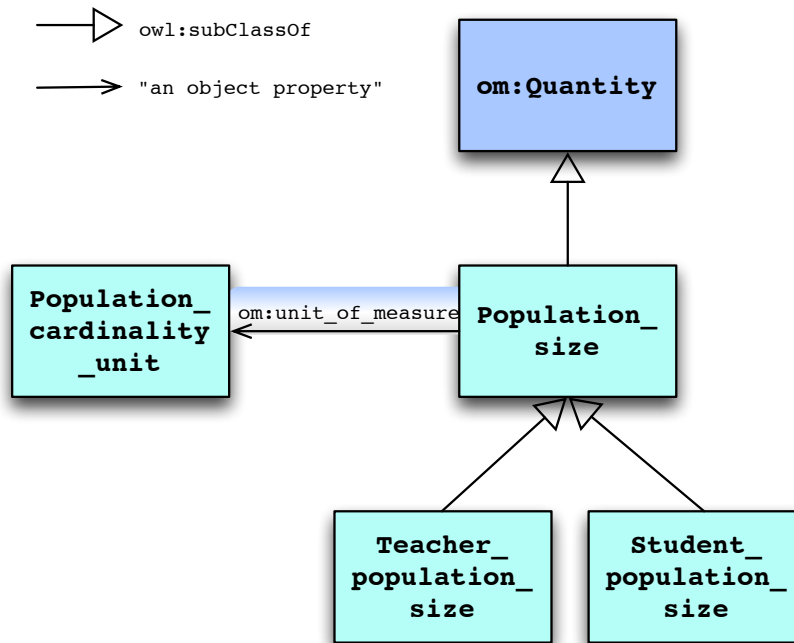 owl:subClassOf
"an object property"
om:Quantity
Population_
cardinality
_unit
om:unit_of_measure
Population_
size
Teacher_
population_
size
Student_
population_
size